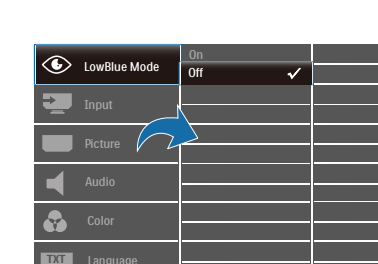 LowBlue Mode
On
Off
Input
Picture
Audio
Color
TXT
Language